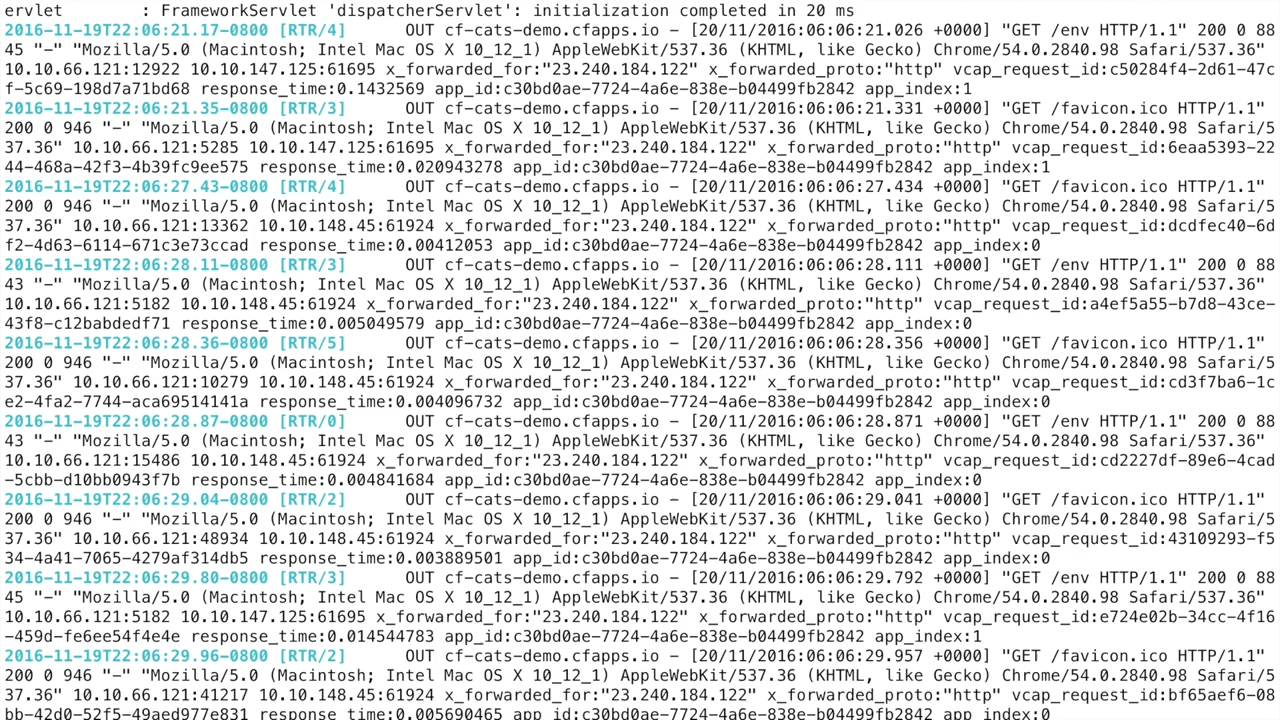 ervlet        : FrameworkServlet 'dispatcherServlet': initialization completed in 20 ms
2016-11-19T22:06:21.17-0800 [RTR/4]      OUT cf-cats-demo.cfapps.io - [20/11/2016:06:06:21.026 +0000] "GET /env HTTP/1.1" 200 0 88
45 "-" "Mozilla/5.0 (Macintosh; Intel Mac OS X 10_12_1) AppleWebKit/537.36 (KHTML, like Gecko) Chrome/54.0.2840.98 Safari/537.36"
10.10.66.121:12922 10.10.147.125:61695 x_forwarded_for:"23.240.184.122" x_forwarded_proto:"http" vcap_request_id:c50284f4-2d61-47c
f-5c69-198d7a71bd68 response_time:0.1432569 app_id:c30bd0ae-7724-4a6e-838e-b04499fb2842 app_index:1
2016-11-19T22:06:21.35-0800 [RTR/3]      OUT cf-cats-demo.cfapps.io - [20/11/2016:06:06:21.331 +0000] "GET /favicon.ico HTTP/1.1"
200 0 946 "-" "Mozilla/5.0 (Macintosh; Intel Mac OS X 10_12_1) AppleWebKit/537.36 (KHTML, like Gecko) Chrome/54.0.2840.98 Safari/5
37.36" 10.10.66.121:5285 10.10.147.125:61695 x_forwarded_for:"23.240.184.122" x_forwarded_proto:"http" vcap_request_id:6eaa5393-22
44-468a-42f3-4b39fc9ee575 response_time:0.020943278 app_id:c30bd0ae-7724-4a6e-838e-b04499fb2842 app_index:1
2016-11-19T22:06:27.43-0800 [RTR/4]      OUT cf-cats-demo.cfapps.io - [20/11/2016:06:06:27.434 +0000] "GET /favicon.ico HTTP/1.1"
200 0 946 "-" "Mozilla/5.0 (Macintosh; Intel Mac OS X 10_12_1) AppleWebKit/537.36 (KHTML, like Gecko) Chrome/54.0.2840.98 Safari/5
37.36" 10.10.66.121:13362 10.10.148.45:61924 x_forwarded_for:"23.240.184.122" x_forwarded_proto:"http" vcap_request_id:dcdfec40-6d
f2-4d63-6114-671c3e73ccad response_time:0.00412053 app_id:c30bd0ae-7724-4a6e-838e-b04499fb2842 app_index:0
2016-11-19T22:06:28.11-0800 [RTR/3]      OUT cf-cats-demo.cfapps.io - [20/11/2016:06:06:28.111 +0000] "GET /env HTTP/1.1" 200 0 88
43 "-" "Mozilla/5.0 (Macintosh; Intel Mac OS X 10_12_1) AppleWebKit/537.36 (KHTML, like Gecko) Chrome/54.0.2840.98 Safari/537.36"
10.10.66.121:5182 10.10.148.45:61924 x_forwarded_for:"23.240.184.122" x_forwarded_proto:"http" vcap_request_id:a4ef5a55-b7d8-43ce-
43f8-c12babdedf71 response_time:0.005049579 app_id:c30bd0ae-7724-4a6e-838e-b04499fb2842 app_index:0
2016-11-19T22:06:28.36-0800 [RTR/5]      OUT cf-cats-demo.cfapps.io - [20/11/2016:06:06:28.356 +0000] "GET /favicon.ico HTTP/1.1"
200 0 946 "-" "Mozilla/5.0 (Macintosh; Intel Mac OS X 10_12_1) AppleWebKit/537.36 (KHTML, like Gecko) Chrome/54.0.2840.98 Safari/5
37.36" 10.10.66.121:10279 10.10.148.45:61924 x_forwarded_for:"23.240.184.122" x_forwarded_proto:"http" vcap_request_id:cd3f7ba6-1c
e2-4fa2-7744-aca69514141a response_time:0.004096732 app_id:c30bd0ae-7724-4a6e-838e-b04499fb2842 app_index:0
2016-11-19T22:06:28.87-0800 [RTR/0]      OUT cf-cats-demo.cfapps.io - [20/11/2016:06:06:28.871 +0000] "GET /env HTTP/1.1" 200 0 88
43 "-" "Mozilla/5.0 (Macintosh; Intel Mac OS X 10_12_1) AppleWebKit/537.36 (KHTML, like Gecko) Chrome/54.0.2840.98 Safari/537.36"
10.10.66.121:15486 10.10.148.45:61924 x_forwarded_for:"23.240.184.122" x_forwarded_proto:"http" vcap_request_id:cd2227df-89e6-4cad
-5cbb-d10bb0943f7b response_time:0.004841684 app_id:c30bd0ae-7724-4a6e-838e-b04499fb2842 app_index:0
2016-11-19T22:06:29.04-0800 [RTR/2]      OUT cf-cats-demo.cfapps.io - [20/11/2016:06:06:29.041 +0000] "GET /favicon.ico HTTP/1.1"
200 0 946 "-" "Mozilla/5.0 (Macintosh; Intel Mac OS X 10_12_1) AppleWebKit/537.36 (KHTML, like Gecko) Chrome/54.0.2840.98 Safari/5
37.36" 10.10.66.121:48934 10.10.148.45:61924 x_forwarded_for:"23.240.184.122" x_forwarded_proto:"http" vcap_request_id:43109293-f5
34-4a41-7065-4279af314db5 response_time:0.003889501 app_id:c30bd0ae-7724-4a6e-838e-b04499fb2842 app_index:0
2016-11-19T22:06:29.80-0800 [RTR/3]      OUT cf-cats-demo.cfapps.io - [20/11/2016:06:06:29.792 +0000] "GET /env HTTP/1.1" 200 0 88
45 "-" "Mozilla/5.0 (Macintosh; Intel Mac OS X 10_12_1) AppleWebKit/537.36 (KHTML, like Gecko) Chrome/54.0.2840.98 Safari/537.36"
10.10.66.121:5182 10.10.147.125:61695 x_forwarded_for:"23.240.184.122" x_forwarded_proto:"http" vcap_request_id:e724e02b-34cc-4f16
-459d-fe6ee54f4e4e response_time:0.014544783 app_id:c30bd0ae-7724-4a6e-838e-b04499fb2842 app_index:1
2016-11-19T22:06:29.96-0800 [RTR/2]      OUT cf-cats-demo.cfapps.io - [20/11/2016:06:06:29.957 +0000] "GET /favicon.ico HTTP/1.1"
200 0 946 "-" "Mozilla/5.0 (Macintosh; Intel Mac OS X 10_12_1) AppleWebKit/537.36 (KHTML, like Gecko) Chrome/54.0.2840.98 Safari/5
37.36" 10.10.66.121:41217 10.10.148.45:61924 x_forwarded_for:"23.240.184.122" x_forwarded_proto:"http" vcap_request_id:bf65aef6-08
bb-42d0-52f5-49aed977e831 response_time:0.005690465 app_id:c30bd0ae-7724-4a6e-838e-b04499fb2842 app_index:0